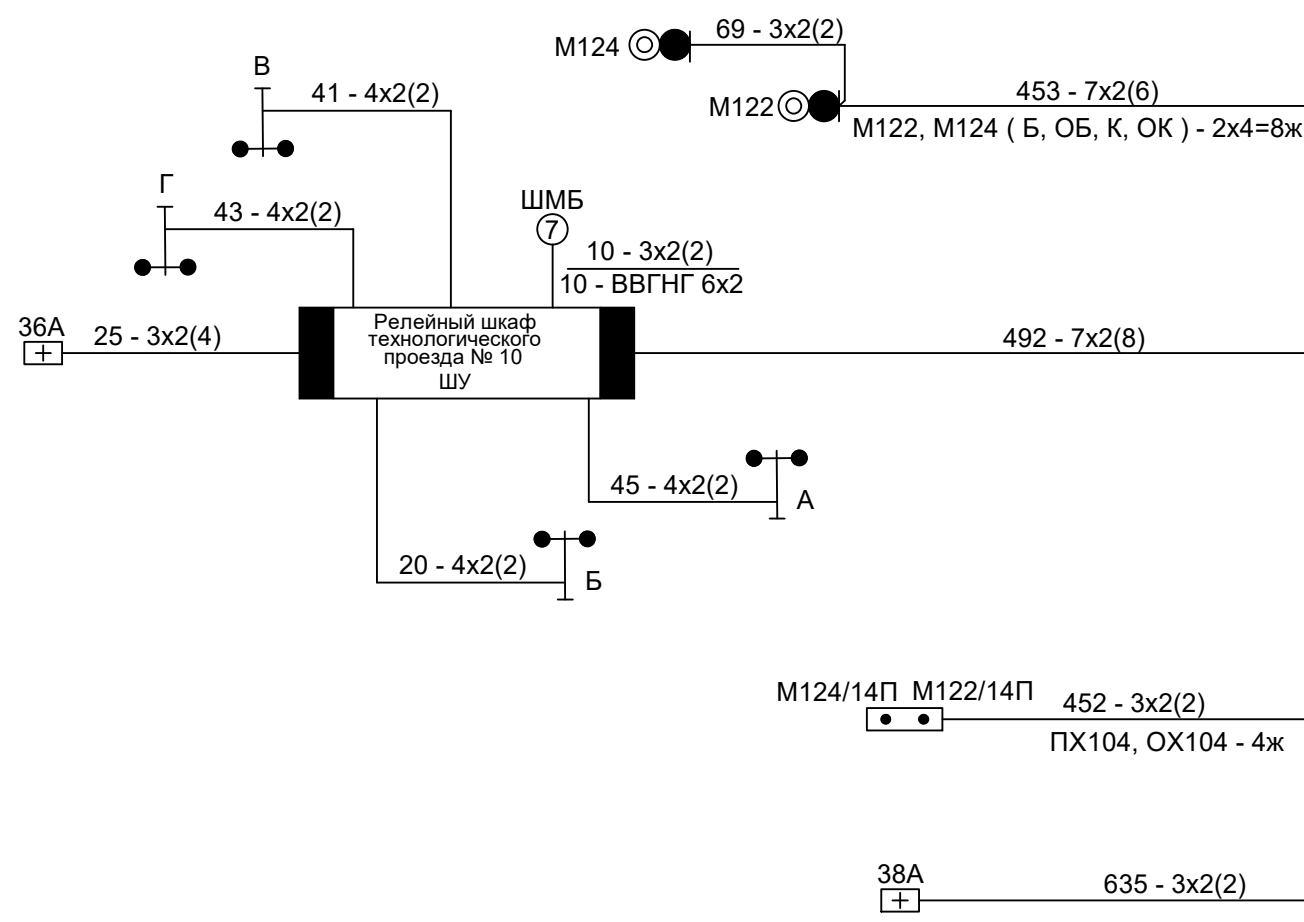 М124
69 - 3х2(2)
В
41 - 4х2(2)
М122
453 - 7х2(6)
М122, М124 ( Б, ОБ, К, ОК ) - 2х4=8ж
Г
43 - 4х2(2)
ШМБ
7
10 - 3х2(2)
10 - ВВГНГ 6х2
36А
25 - 3х2(4)
Релейный шкаф
технологического
проезда № 10
ШУ
492 - 7х2(8)
45 - 4х2(2)
А
20 - 4х2(2)
Б
М124/14П М122/14П
452 - 3х2(2)
ПХ104, ОХ104 - 4ж
38А
635 - 3х2(2)